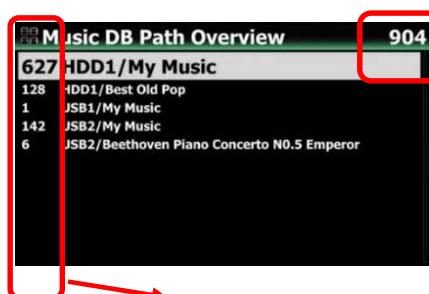 Music DB Path Overview 904
627 HDD1/My Music
128 HDD1/Best Old Pop
1 USB1/My Music
142 USB2/My Music
6 USB2/Beethoven Piano Concerto N0.5 Emperor